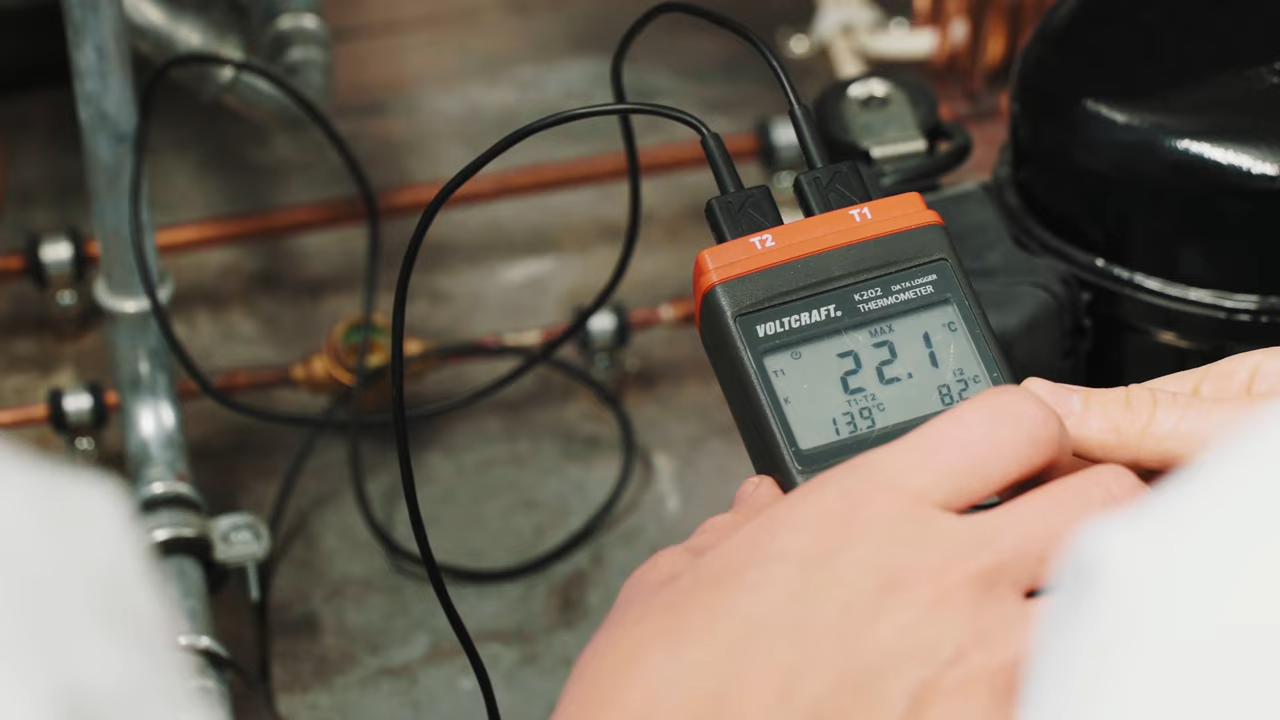 K
K
T2 T1
VOLTCRAFT® K202 DATA LOGGER
THERMOMETER
MAX
T1 22.1 °C
K T1-T2 T2
13.9 °C 8.2 °C